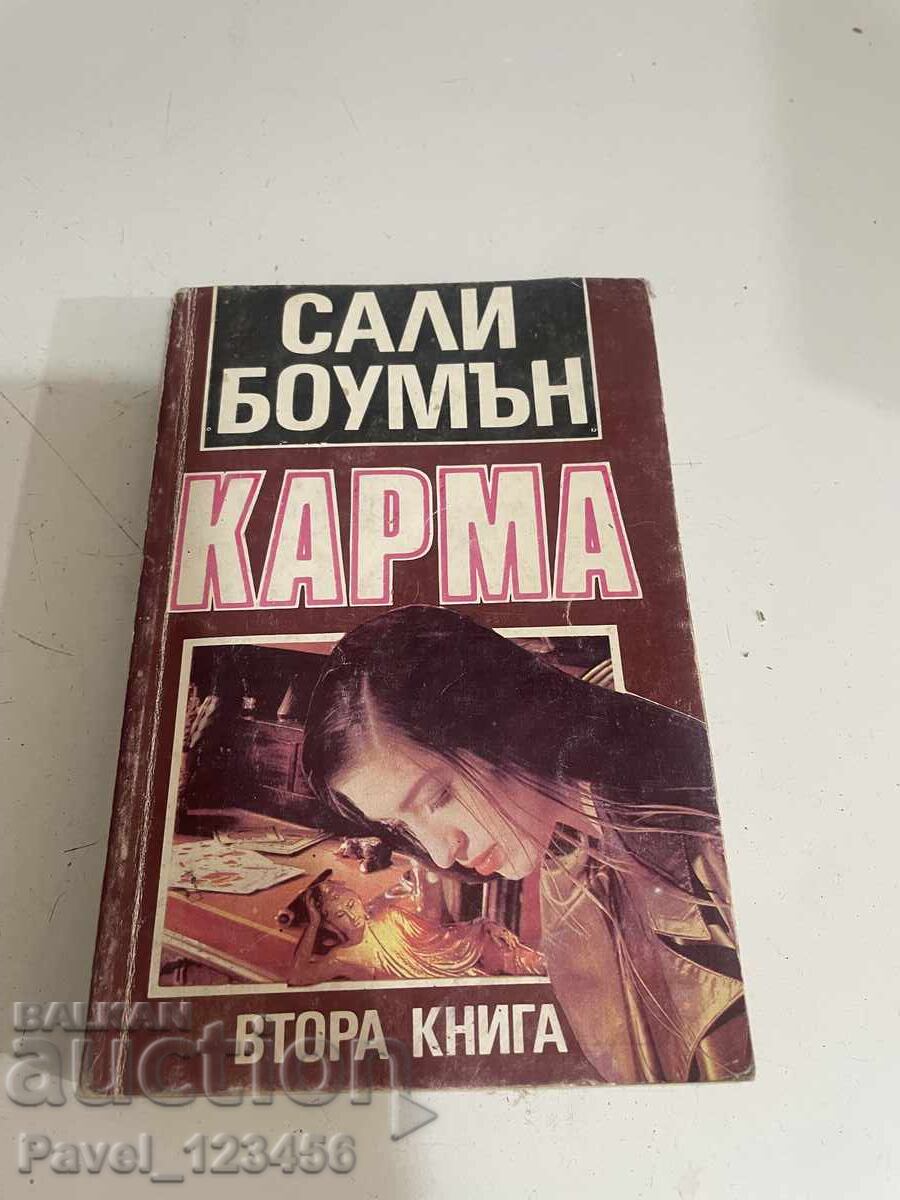 САЛИ
БОУМЪН
КАРМА
ВТОРА КНИГА
BALKAN
auction
Pavel_123456